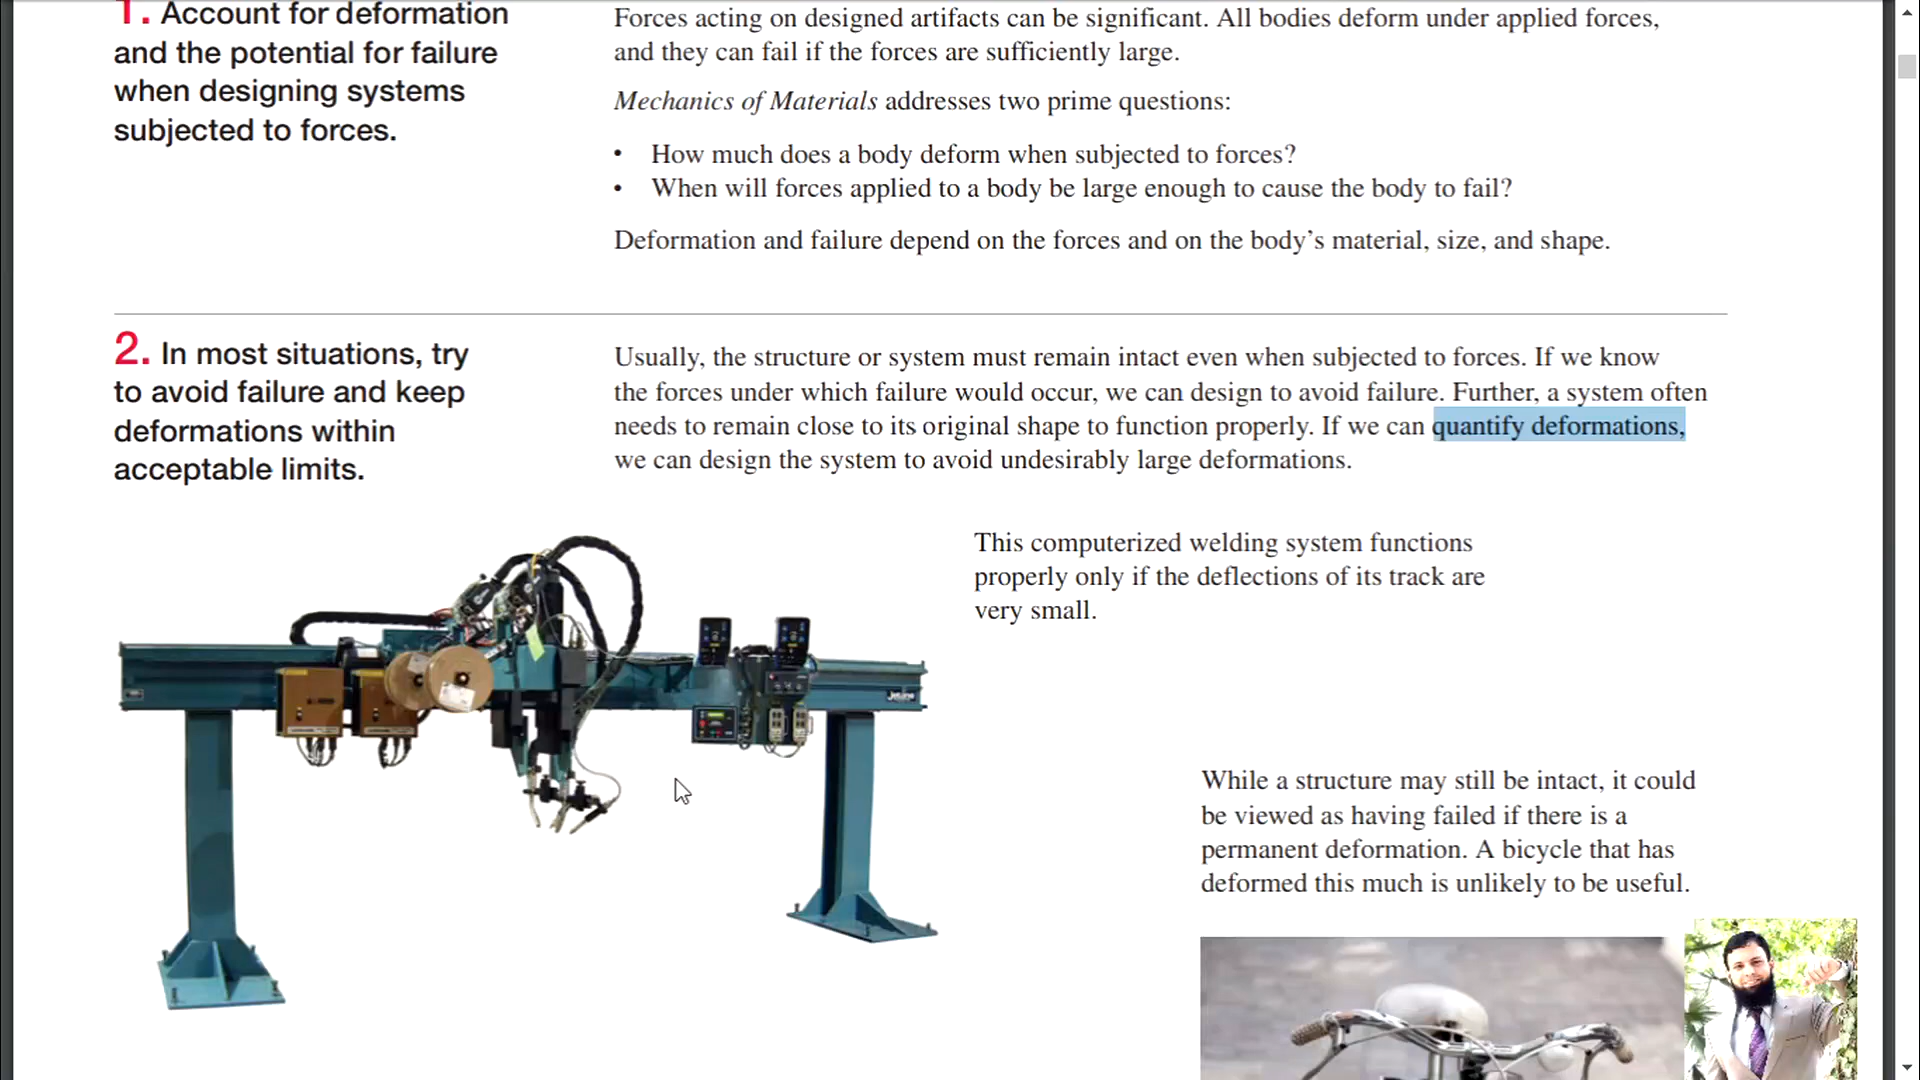 1. Account for deformation
and the potential for failure
when designing systems
subjected to forces.
Forces acting on designed artifacts can be significant. All bodies deform under applied forces,
and they can fail if the forces are sufficiently large.
Mechanics of Materials addresses two prime questions:
• How much does a body deform when subjected to forces?
• When will forces applied to a body be large enough to cause the body to fail?
Deformation and failure depend on the forces and on the body’s material, size, and shape.
2. In most situations, try
to avoid failure and keep
deformations within
acceptable limits.
Usually, the structure or system must remain intact even when subjected to forces. If we know
the forces under which failure would occur, we can design to avoid failure. Further, a system often
needs to remain close to its original shape to function properly. If we can quantify deformations,
we can design the system to avoid undesirably large deformations.
This computerized welding system functions
properly only if the deflections of its track are
very small.
Jetline
While a structure may still be intact, it could
be viewed as having failed if there is a
permanent deformation. A bicycle that has
deformed this much is unlikely to be useful.